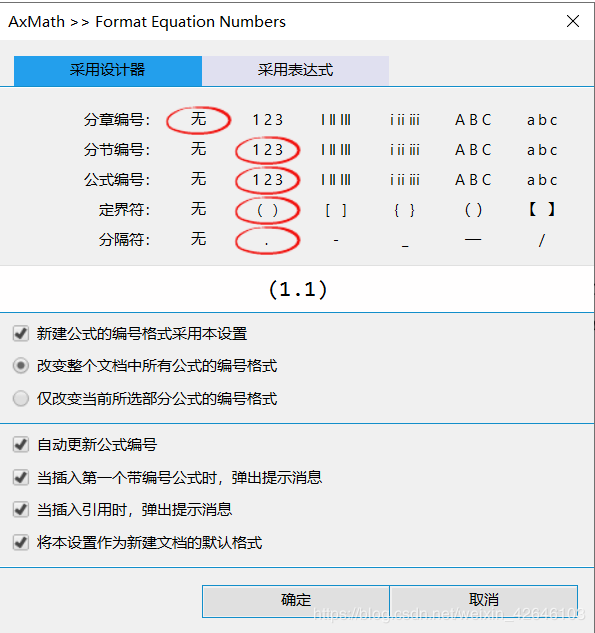 AxMath >> Format Equation Numbers
采用设计器 采用表达式
分章编号： 无 1 2 3 I II III i ii iii A B C a b c
分节编号： 无 1 2 3 I II III i ii iii A B C a b c
公式编号： 无 1 2 3 I II III i ii iii A B C a b c
定界符： 无 ( ) [ ] { } （ ） 【 】
分隔符： 无 . - _ — /
(1.1)
新建公式的编号格式采用本设置
改变整个文档中所有公式的编号格式
仅改变当前所选部分公式的编号格式
自动更新公式编号
当插入第一个带编号公式时，弹出提示消息
当插入引用时，弹出提示消息
将本设置作为新建文档的默认格式
确定 取消
https://blog.csdn.net/weixin_42646103